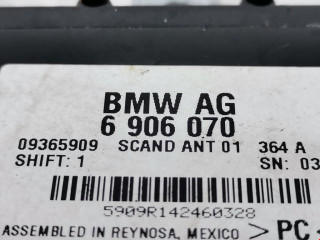 BMW AG
6 906 070
09365909 SCAND ANT 01 364 A
SHIFT: 1 SN: 03
5909R142460328
ASSEMBLED IN REYNOSA, MEXICO >PC